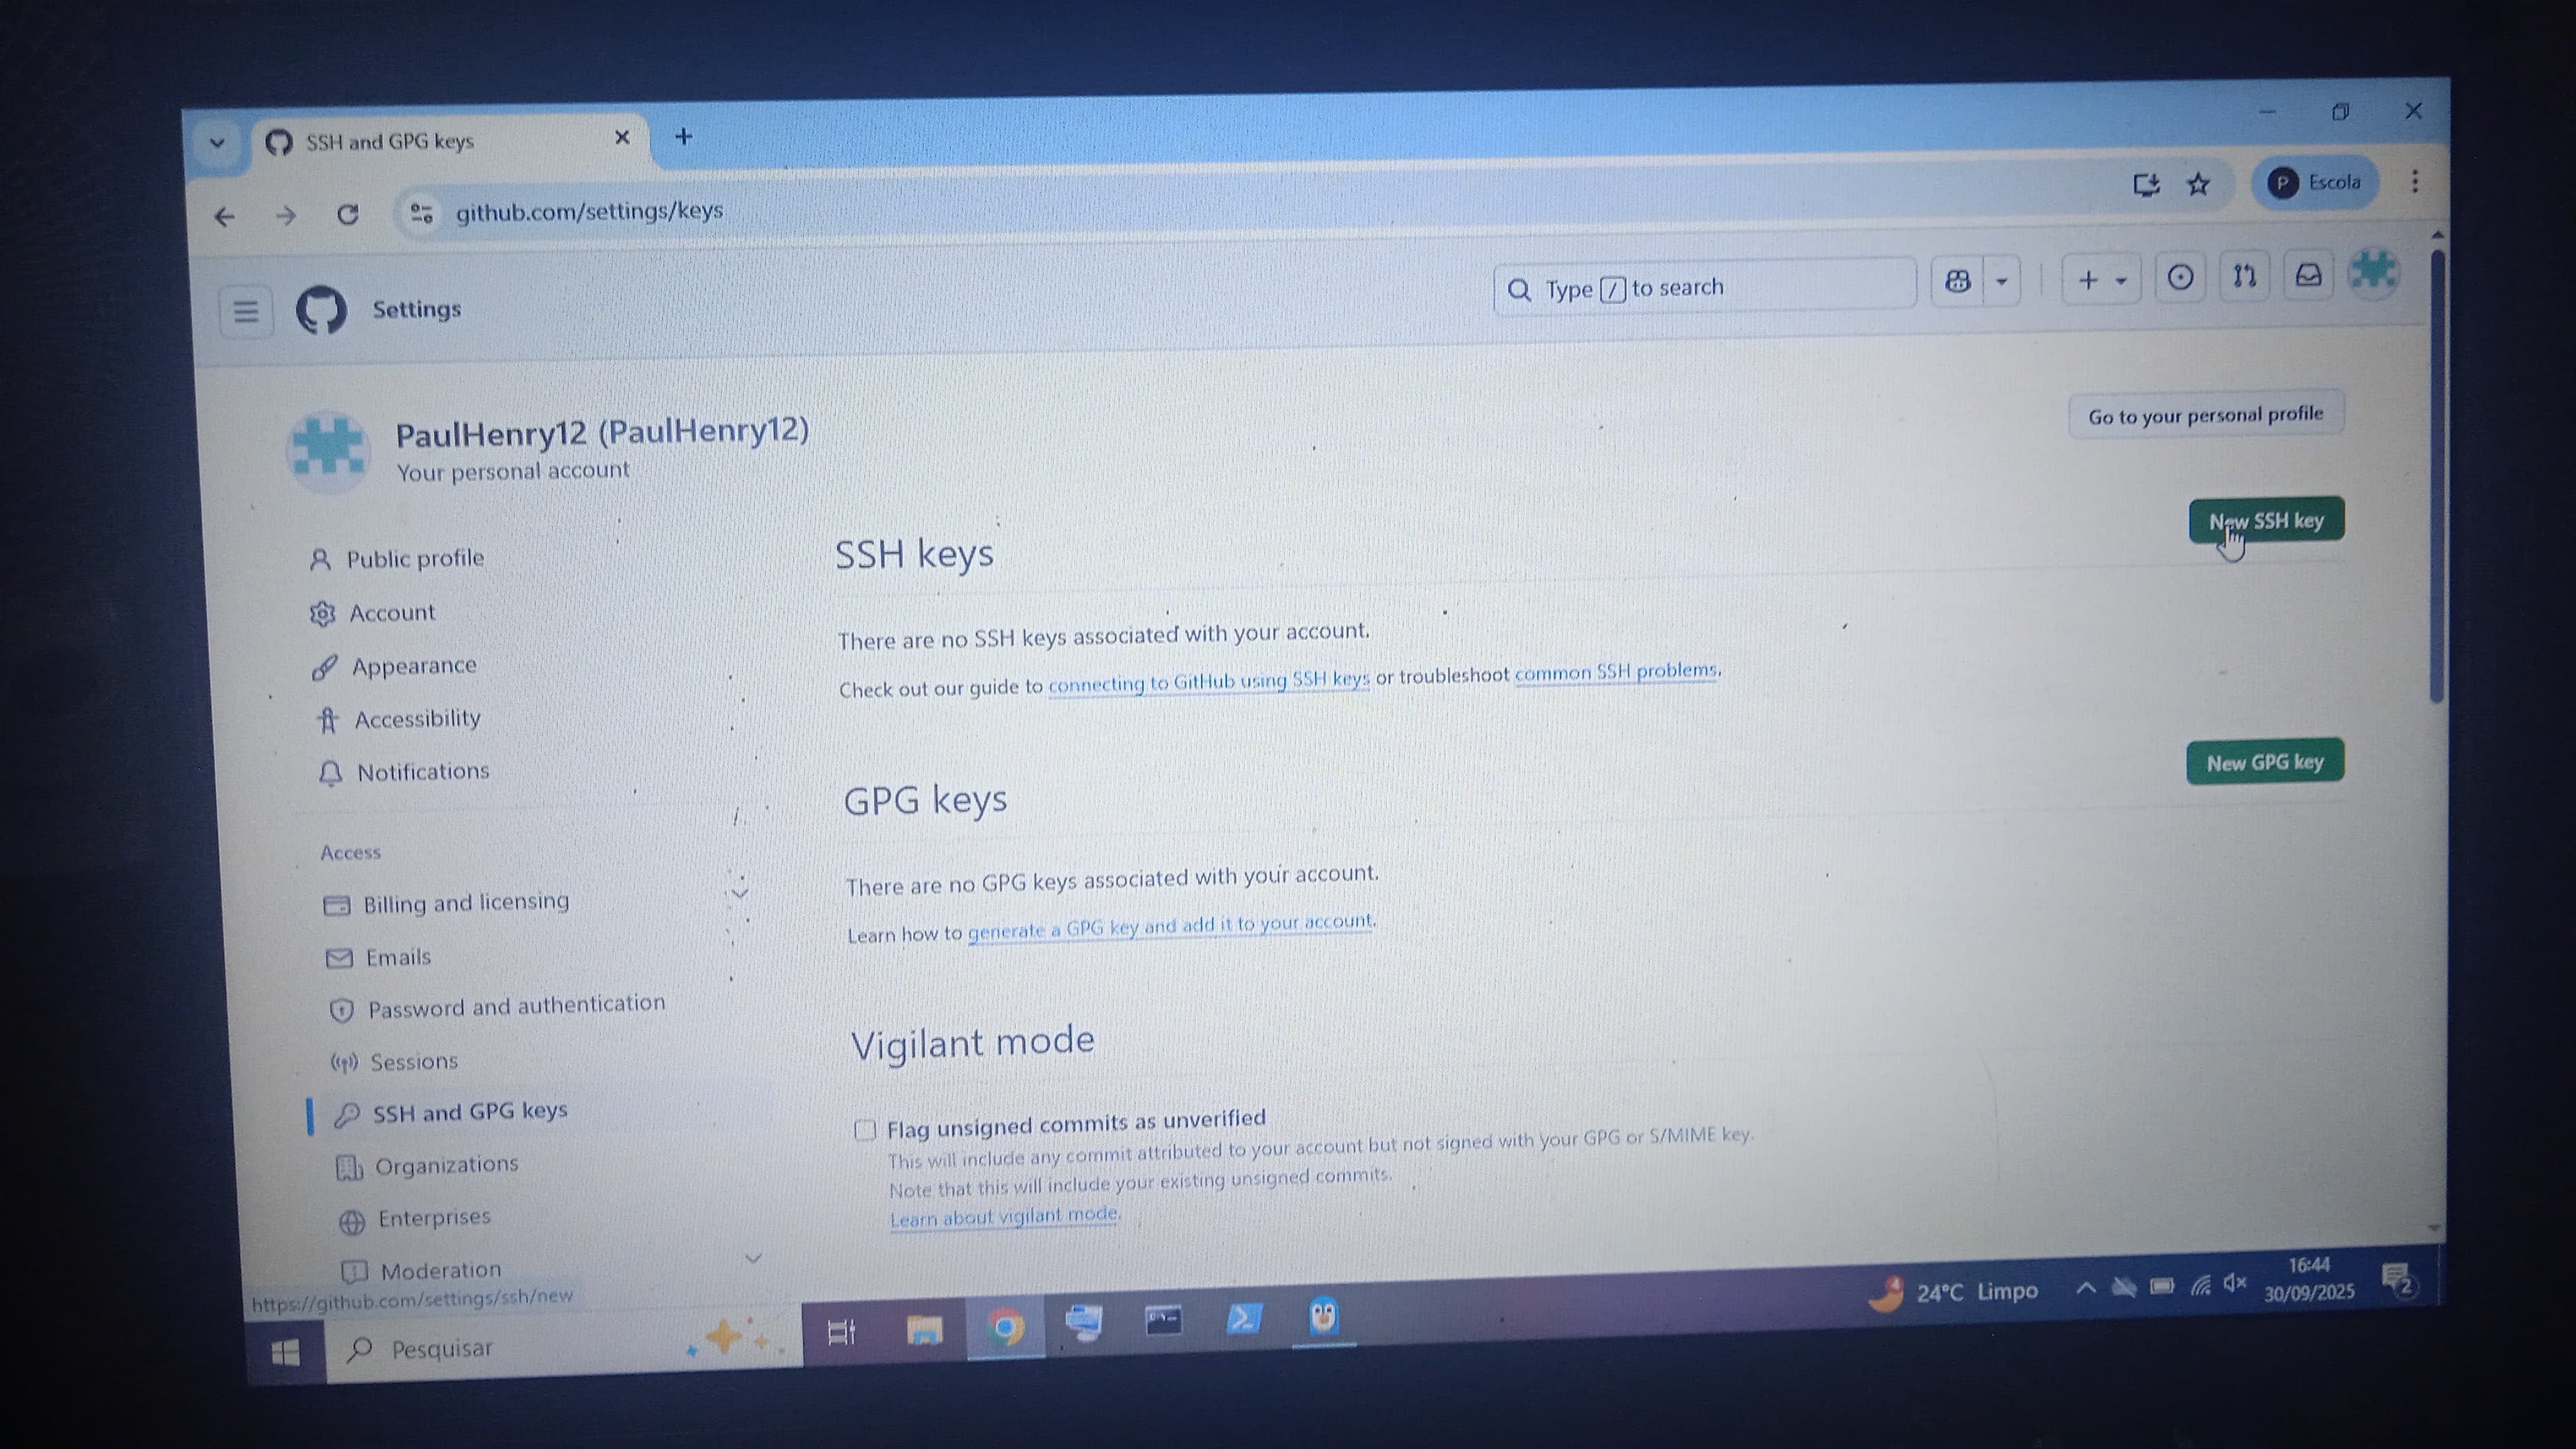 SSH and GPG keys
github.com/settings/keys
P Escola
Settings
Type / to search
PaulHenry12 (PaulHenry12)
Your personal account
Go to your personal profile
Public profile
Account
Appearance
Accessibility
Notifications
Access
Billing and licensing
Emails
Password and authentication
Sessions
SSH and GPG keys
Organizations
Enterprises
Moderation
SSH keys
New SSH key
There are no SSH keys associated with your account.
Check out our guide to connecting to GitHub using SSH keys or troubleshoot common SSH problems.
GPG keys
New GPG key
There are no GPG keys associated with your account.
Learn how to generate a GPG key and add it to your account.
Vigilant mode
Flag unsigned commits as unverified
This will include any commit attributed to your account but not signed with your GPG or S/MIME key.
Note that this will include your existing unsigned commits.
Learn about vigilant mode.
https://github.com/settings/ssh/new
Pesquisar
4
24°C Limpo
16:44
30/09/2025
2